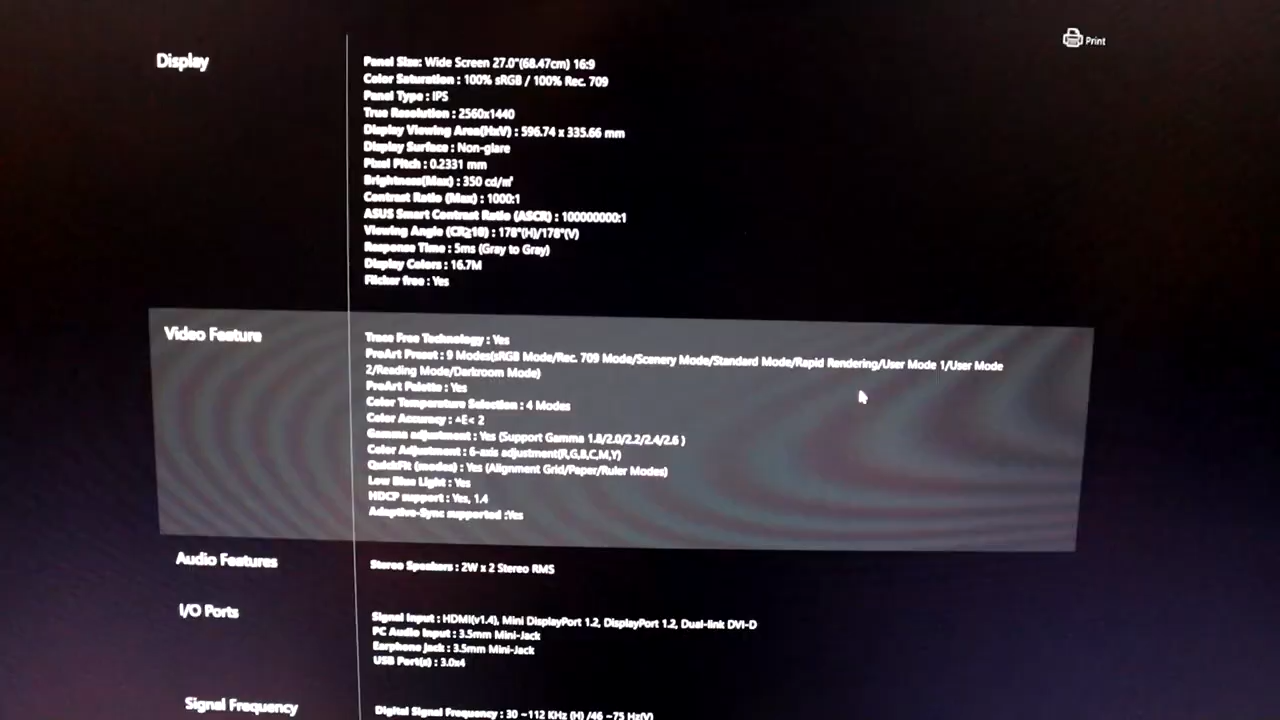 Print
Display
Panel Size: Wide Screen 27.0"(68.47cm) 16:9
Color Saturation : 100% sRGB / 100% Rec. 709
Panel Type : IPS
True Resolution : 2560x1440
Display Viewing Area(HxV) : 596.74 x 335.66 mm
Display Surface : Non-glare
Pixel Pitch : 0.2331 mm
Brightness(Max) : 350 cd/㎡
Contrast Ratio (Max) : 1000:1
ASUS Smart Contrast Ratio (ASCR) : 100000000:1
Viewing Angle (CR≧10) : 178°(H)/178°(V)
Response Time : 5ms (Gray to Gray)
Display Colors : 16.7M
Flicker free : Yes
Video Feature
Trace Free Technology : Yes
ProArt Preset : 9 Modes(sRGB Mode/Rec. 709 Mode/Scenery Mode/Standard Mode/Rapid Rendering/User Mode 1/User Mode
2/Reading Mode/Darkroom Mode)
ProArt Palette : Yes
Color Temperature Selection : 4 Modes
Color Accuracy : △E< 2
Gamma adjustment : Yes (Support Gamma 1.8/2.0/2.2/2.4/2.6 )
Color Adjustment : 6-axis adjustment(R,G,B,C,M,Y)
QuickFit (modes) : Yes (Alignment Grid/Paper/Ruler Modes)
Low Blue Light : Yes
HDCP support : Yes, 1.4
Adaptive-Sync supported :Yes
Audio Features
Stereo Speakers : 2W x 2 Stereo RMS
I/O Ports
Signal Input : HDMI(v1.4), Mini DisplayPort 1.2, DisplayPort 1.2, Dual-link DVI-D
PC Audio Input : 3.5mm Mini-Jack
Earphone jack : 3.5mm Mini-Jack
USB Port(s) : 3.0x4
Signal Frequency
Digital Signal Frequency : 30 ~112 KHz (H) /46 ~75 Hz(V)